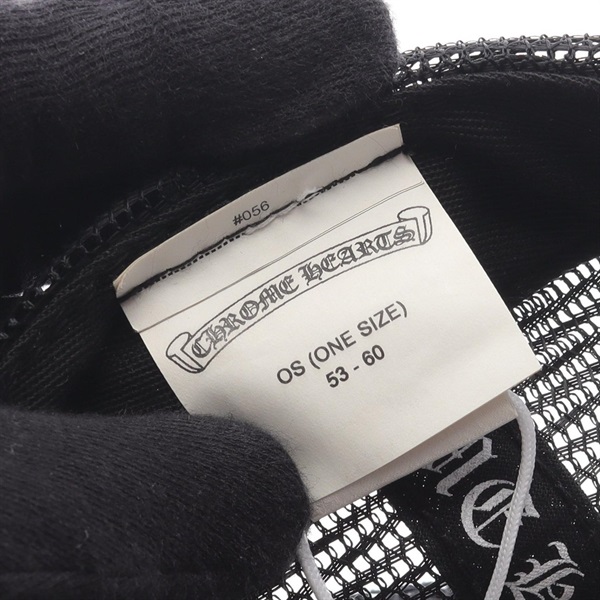 #056
CHROME HEARTS
OS (ONE SIZE)
53 - 60